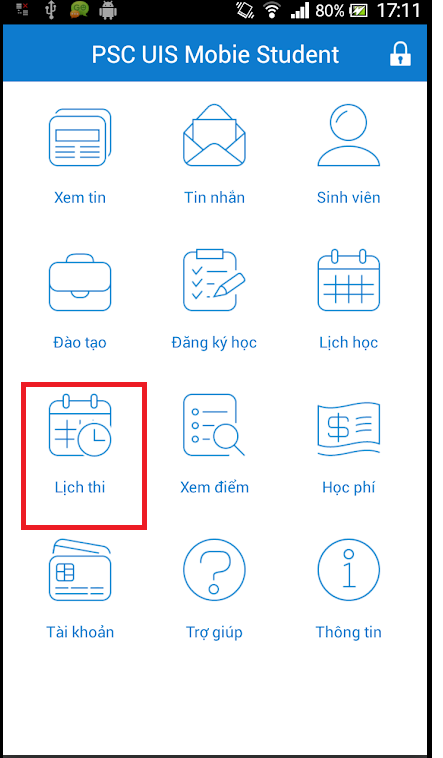 80% 17:11
PSC UIS Mobie Student
Xem tin Tin nhắn Sinh viên
Đào tạo Đăng ký học Lịch học
Lịch thi Xem điểm Học phí
Tài khoản Trợ giúp Thông tin